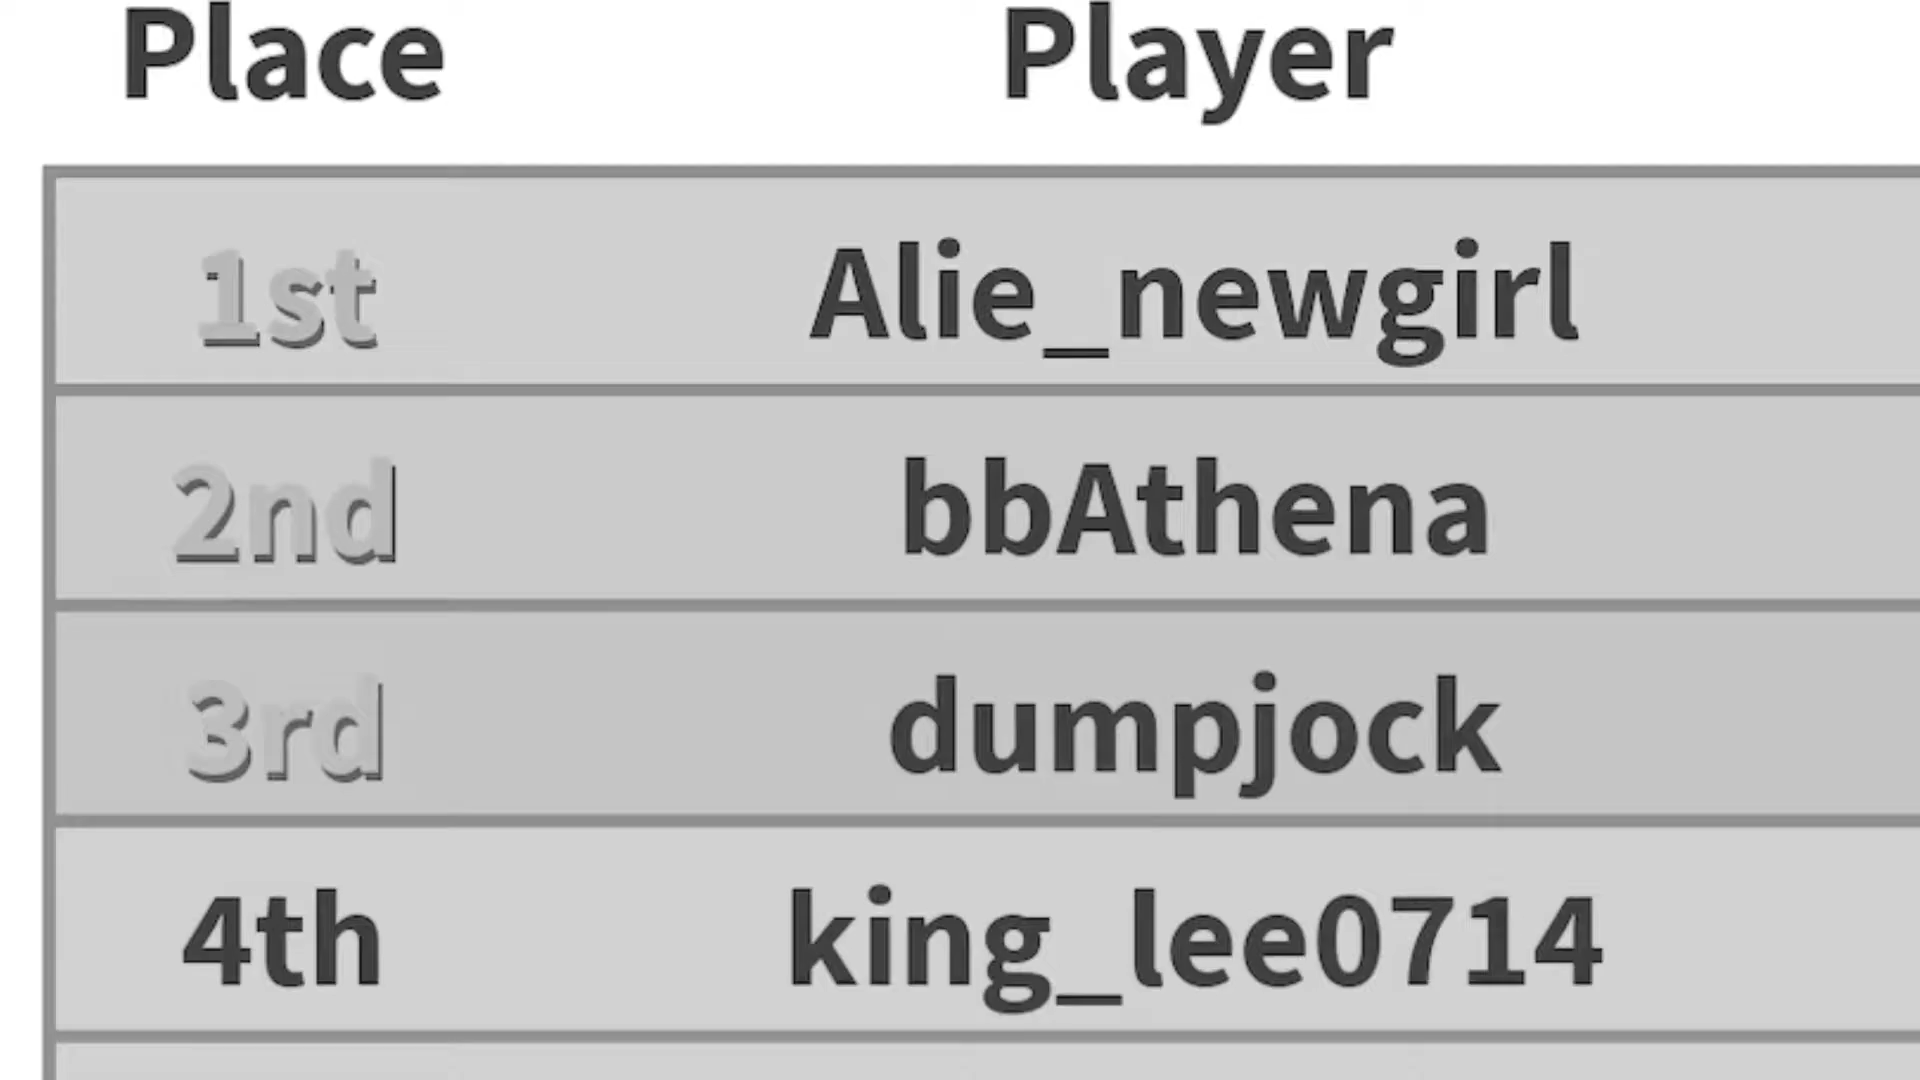 Place Player
1st Alie_newgirl
2nd bbAthena
3rd dumpjock
4th king_lee0714